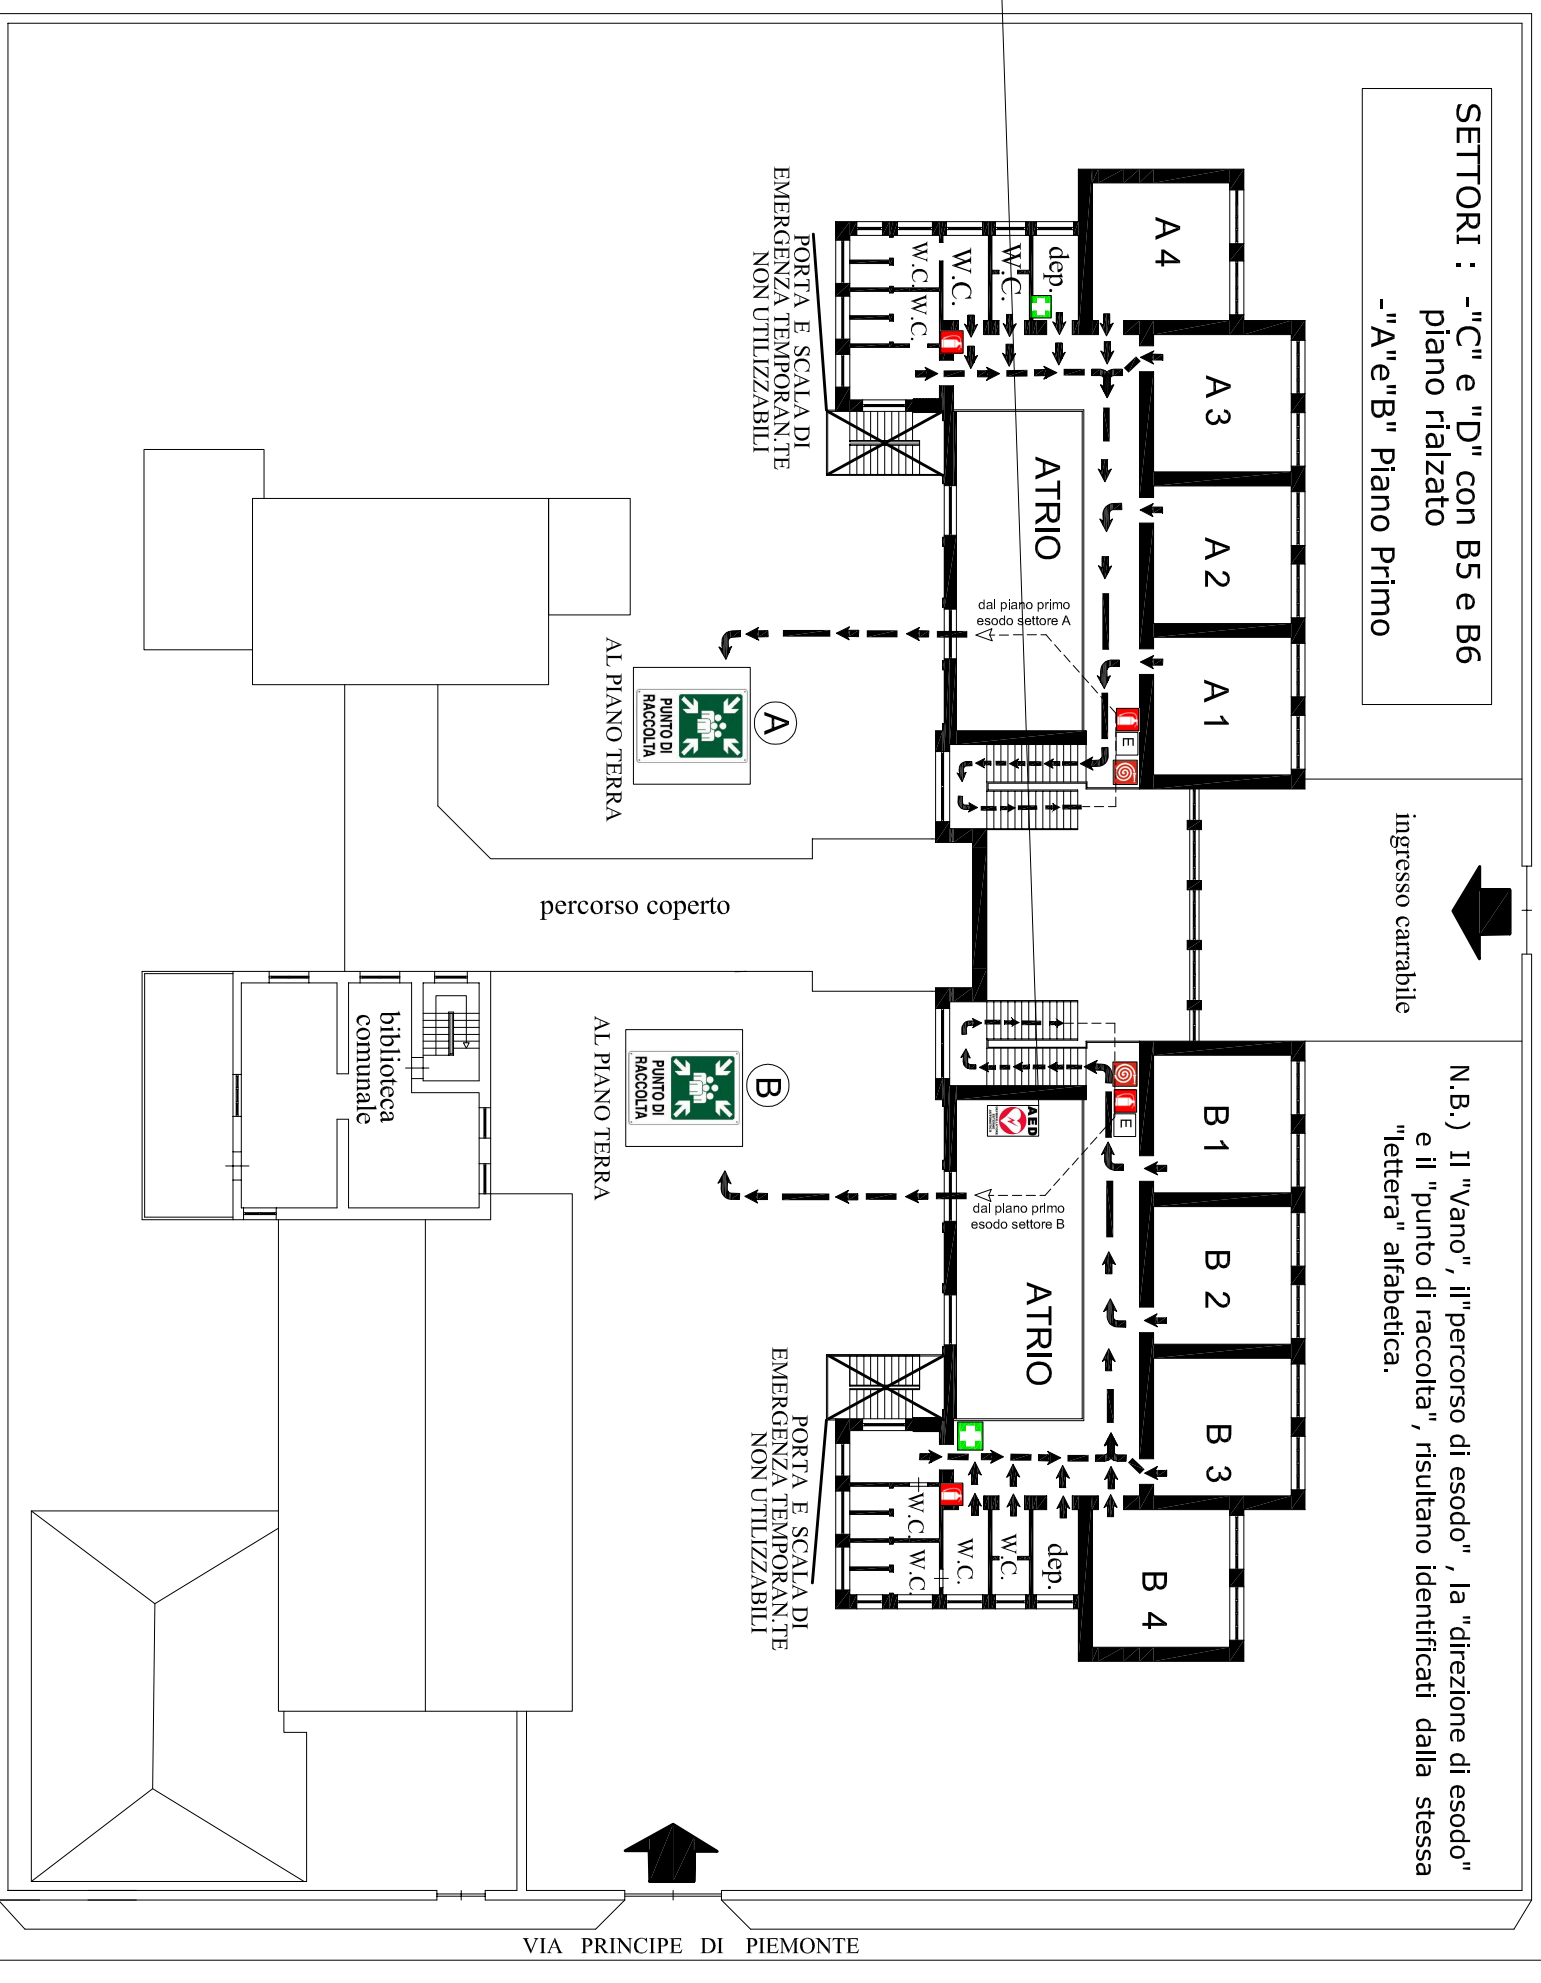 SETTORI : -"C" e "D" con B5 e B6
piano rialzato
-"A"e"B" Piano Primo
N.B.) Il "Vano", il"percorso di esodo" , la "direzione di esodo"
e il "punto di raccolta", risultano identificati dalla stessa
"lettera" alfabetica.
ingresso carrabile
A 4
A 3
A 2
A 1
B 1
B 2
B 3
B 4
dep.
W.C.
W.C.
W.C.
W.C.
ATRIO
dal piano primo
esodo settore A
E
E
AED
dal piano primo
esodo settore B
ATRIO
dep.
W.C.
W.C.
W.C.
W.C.
PORTA E SCALA DI
EMERGENZA TEMPORAN.TE
NON UTILIZZABILI
PORTA E SCALA DI
EMERGENZA TEMPORAN.TE
NON UTILIZZABILI
A
PUNTO DI
RACCOLTA
AL PIANO TERRA
B
PUNTO DI
RACCOLTA
AL PIANO TERRA
percorso coperto
biblioteca
comunale
VIA PRINCIPE DI PIEMONTE